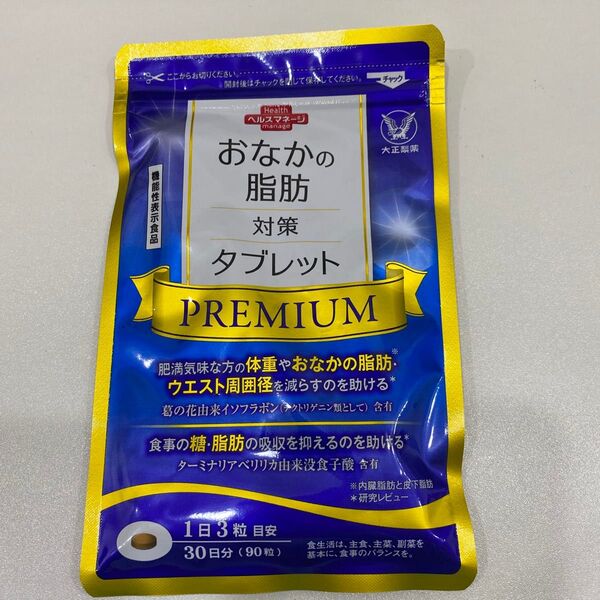 ここからお切りください。
開封後はチャックを閉じて保存してください。
チャック
Health
ヘルスマネージ
manage
大正製薬
おなかの
脂肪
対策
タブレット
機能性表示食品
PREMIUM
肥満気味な方の体重やおなかの脂肪※・
ウエスト周囲径を減らすのを助ける*
葛の花由来イソフラボン(テクトリゲニン類として)含有
食事の糖・脂肪の吸収を抑えるのを助ける*
ターミナリアベリリカ由来没食子酸 含有
※内臓脂肪と皮下脂肪
*研究レビュー
1日3粒 目安
30日分(90粒)
食生活は、主食、主菜、副菜を
基本に、食事のバランスを。